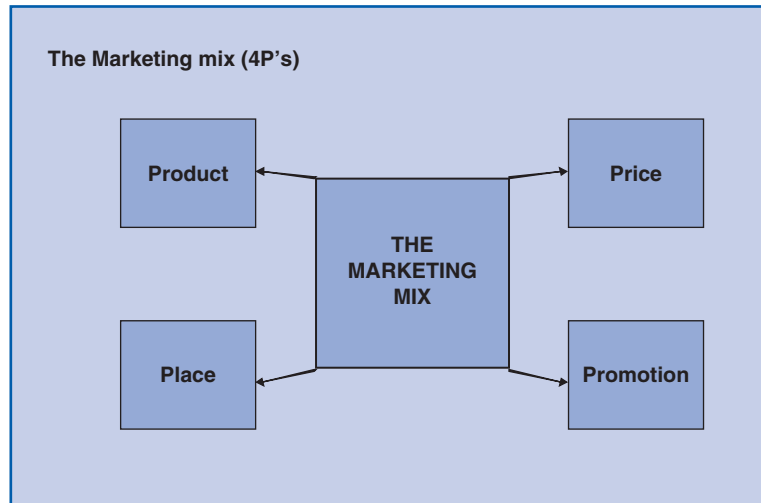 The Marketing mix (4P's)
Product
Price
THE
MARKETING
MIX
Place
Promotion